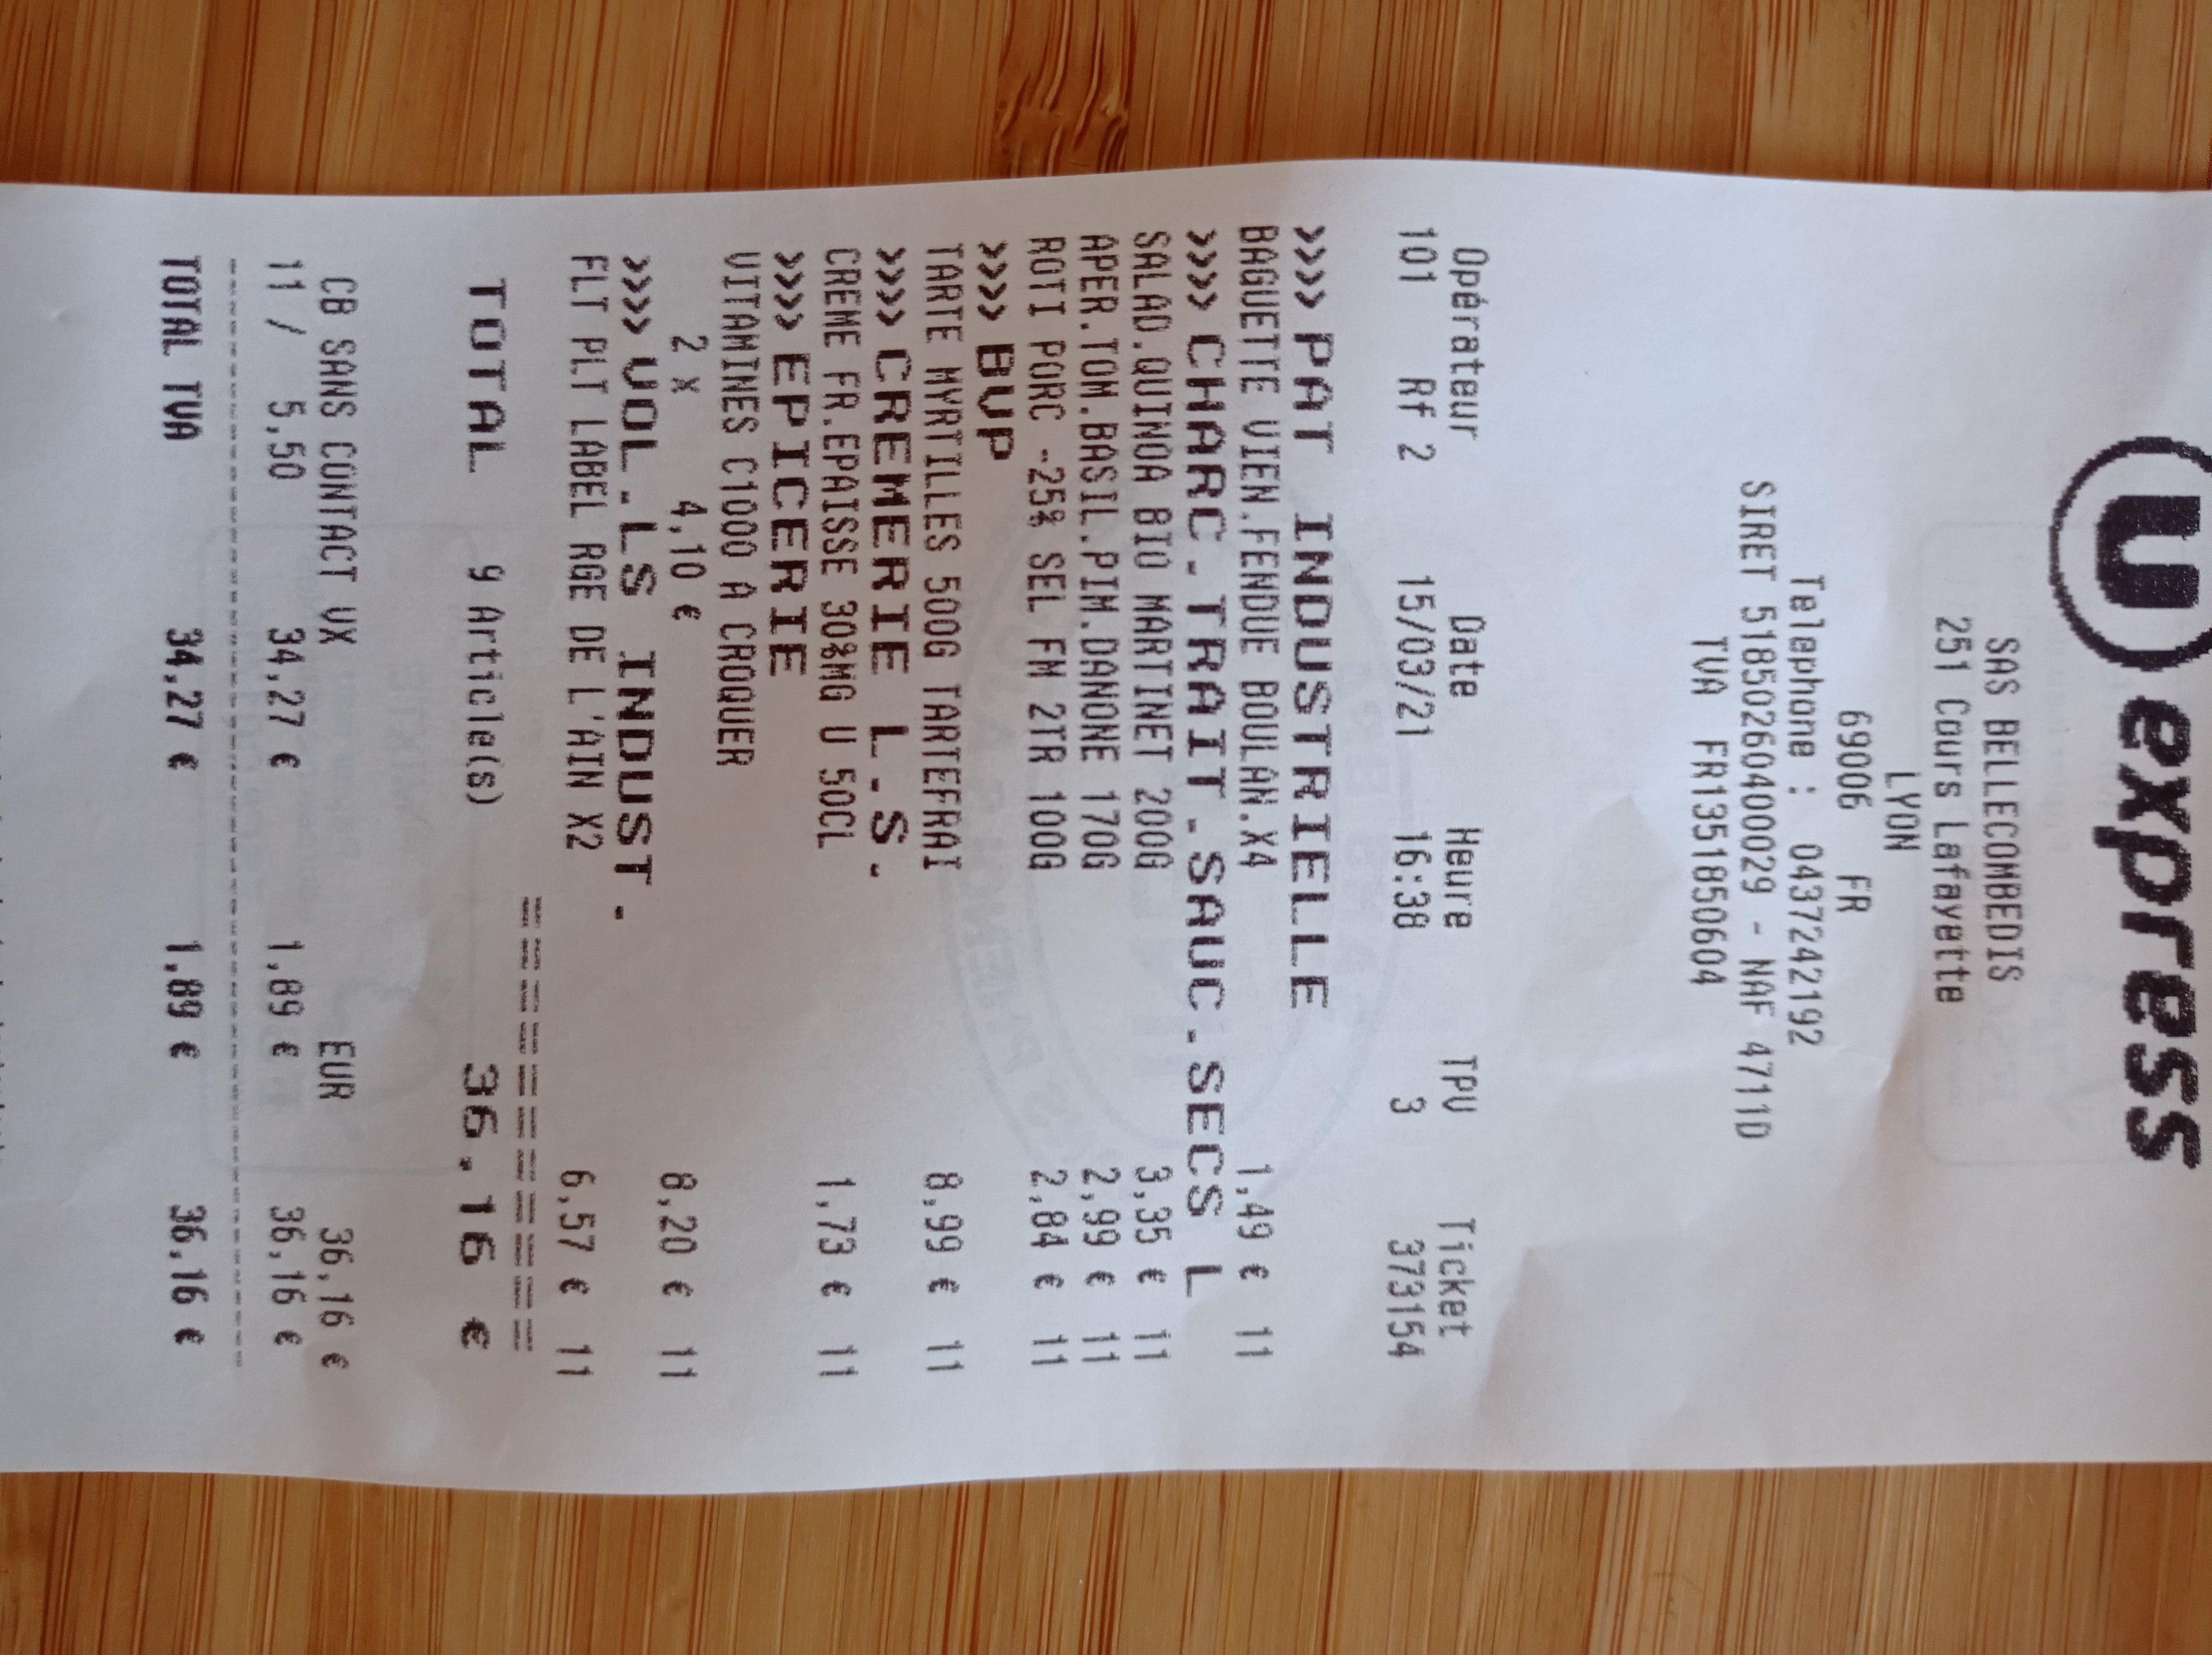 U express
SAS BELLECOMBEDIS
251 Cours Lafayette
LYON
69006 FR
Telephone : 0437242192
SIRET 51850260400029 - NAF 4711D
TVA FR13518506​04
Opérateur Date Heure TPV Ticket
101 Rf 2 15/03/21 16:38 3 373154
>>>> PAT INDUSTRIELLE
BAGUETTE VIEN.FENDUE BOULAN.X4 1,49 € 11
>>>> CHARC.TRAIT.SAUC.SECS L
SALAD.QUINOA BIO MARTINET 200G 3,35 € 11
APER.TOM.BASIL.PIM.DANONE 170G 2,99 € 11
ROTI PORC -25% SEL FM 2TR 100G 2,84 € 11
>>>> BVP
TARTE MYRTILLES 500G TARTEFRAI 8,99 € 11
>>>> CREMERIE L.S.
CREME FR.EPAISSE 30%MG U 50CL 1,73 € 11
>>>> EPICERIE
VITAMINES C1000 A CROQUER
2 x 4,10 € 8,20 € 11
>>>> VOL.LS INDUST.
FLT PLT LABEL RGE DE L'AIN X2 6,57 € 11
TOTAL 9 Article(s) 36.16 €
CB SANS CONTACT VX EUR 36,16 €
11 / 5,50 34,27 € 1,89 € 36,16 €
TOTAL TVA 34,27 € 1,89 € 36,16 €